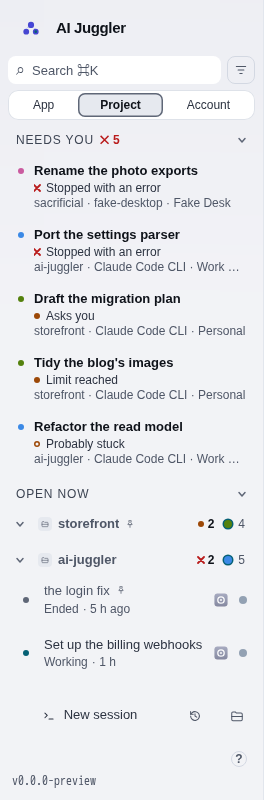 AI Juggler
Search ⌘K
App Project Account
NEEDS YOU 5
Rename the photo exports
Stopped with an error
sacrificial · fake-desktop · Fake Desk
Port the settings parser
Stopped with an error
ai-juggler · Claude Code CLI · Work …
Draft the migration plan
Asks you
storefront · Claude Code CLI · Personal
Tidy the blog's images
Limit reached
storefront · Claude Code CLI · Personal
Refactor the read model
Probably stuck
ai-juggler · Claude Code CLI · Work …
OPEN NOW
storefront 2 4
ai-juggler 2 5
the login fix
Ended · 5 h ago
Set up the billing webhooks
Working · 1 h
New session
?
v0.0.0-preview